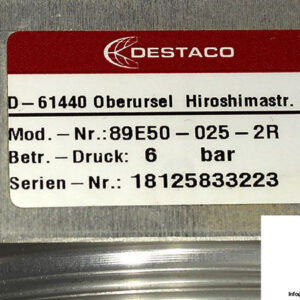 DESTACO
D-61440 Oberursel Hiroshimastr.
Mod.-Nr.:89E50-025-2R
Betr.-Druck: 6 bar
Serien-Nr.: 18125833223